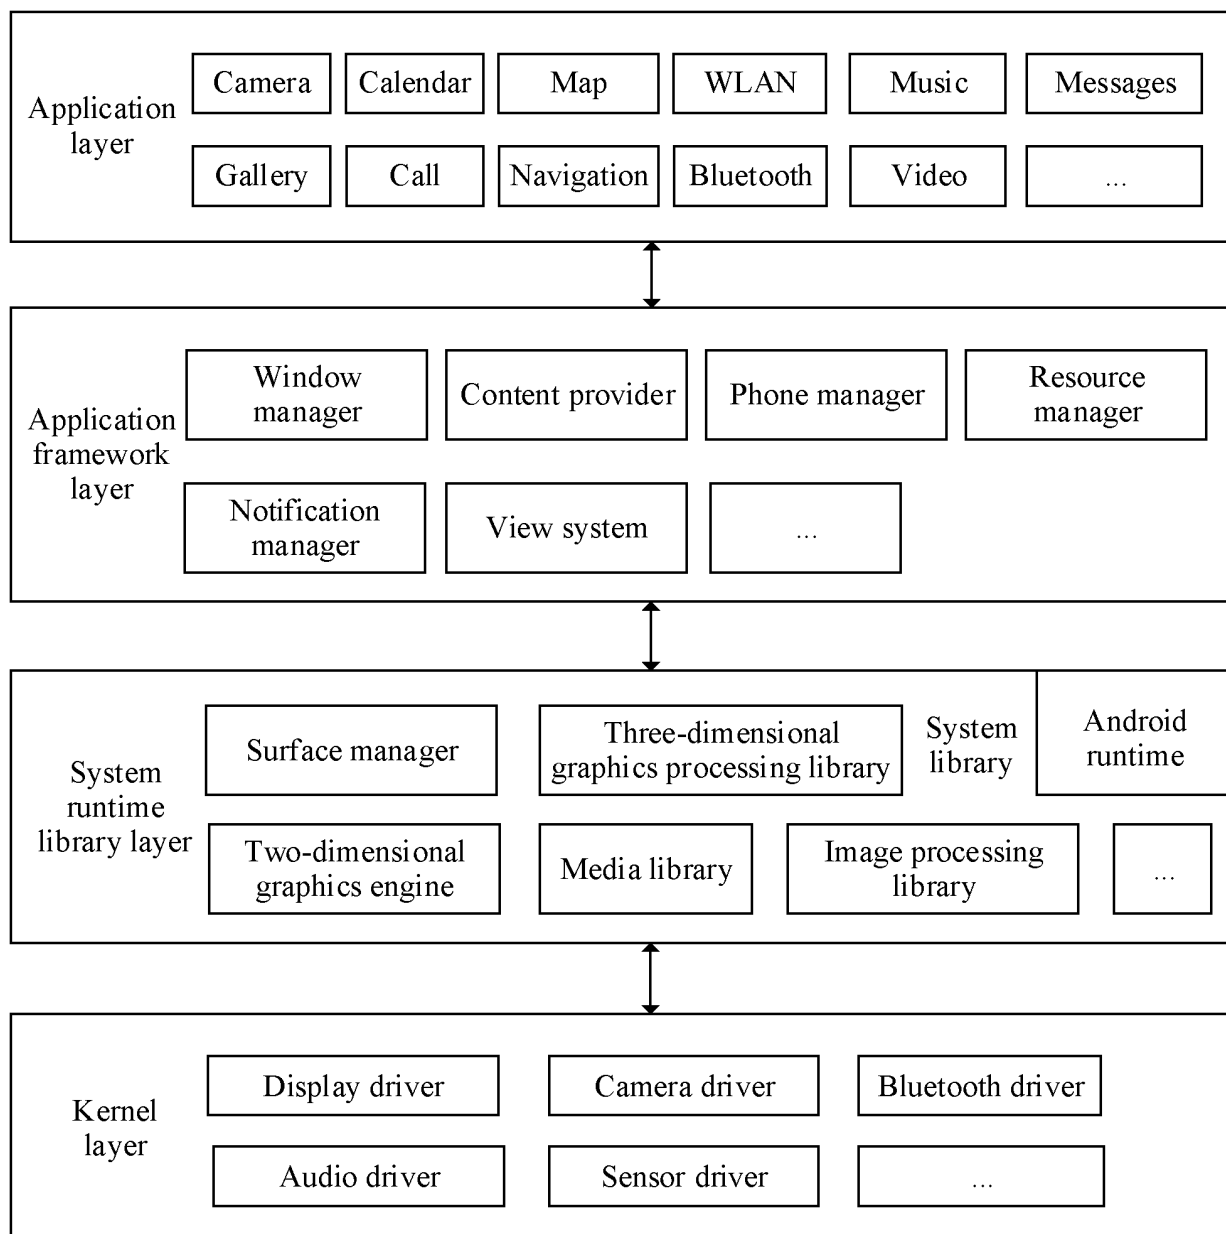 Application
layer
Camera
Calendar
Map
WLAN
Music
Messages
Gallery
Call
Navigation
Bluetooth
Video
...
Application
framework
layer
Window
manager
Content provider
Phone manager
Resource
manager
Notification
manager
View system
...
System
runtime
library layer
Surface manager
Three-dimensional
graphics processing library
System
library
Android
runtime
Two-dimensional
graphics engine
Media library
Image processing
library
...
Kernel
layer
Display driver
Camera driver
Bluetooth driver
Audio driver
Sensor driver
...